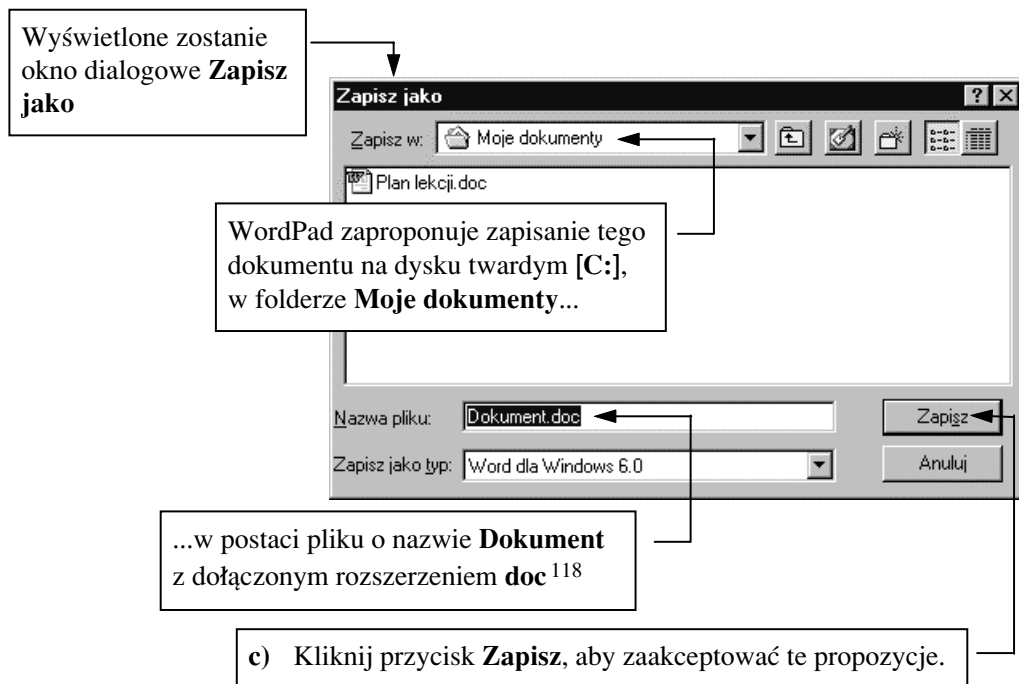 Wyświetlone zostanie
okno dialogowe Zapisz
jako
Zapisz jako
Zapisz w: Moje dokumenty
Plan lekcji.doc
WordPad zaproponuje zapisanie tego
dokumentu na dysku twardym [C:],
w folderze Moje dokumenty...
Nazwa pliku: Dokument.doc Zapisz
Zapisz jako typ: Word dla Windows 6.0 Anuluj
...w postaci pliku o nazwie Dokument
z dołączonym rozszerzeniem doc 118
c) Kliknij przycisk Zapisz, aby zaakceptować te propozycje.